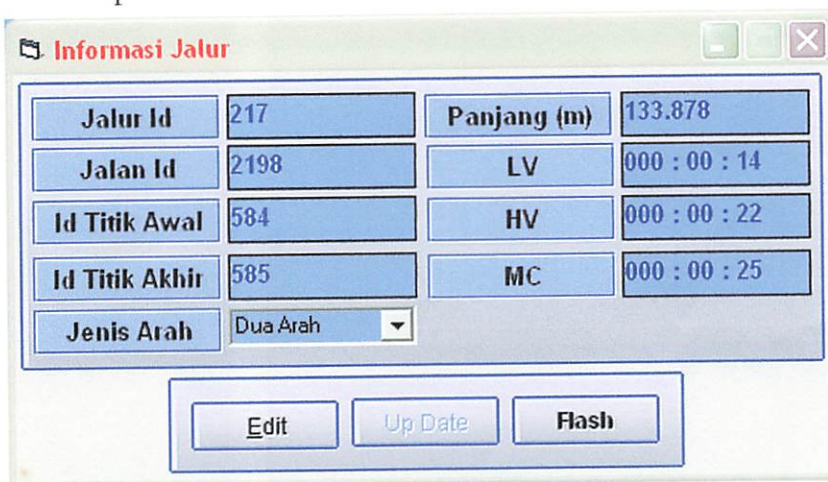 Informasi Jalur
Jalur Id 217 Panjang (m) 133.878
Jalan Id 2198 LV 000 : 00 : 14
Id Titik Awal 584 HV 000 : 00 : 22
Id Titik Akhir 585 MC 000 : 00 : 25
Jenis Arah Dua Arah
Edit Up Date Flash